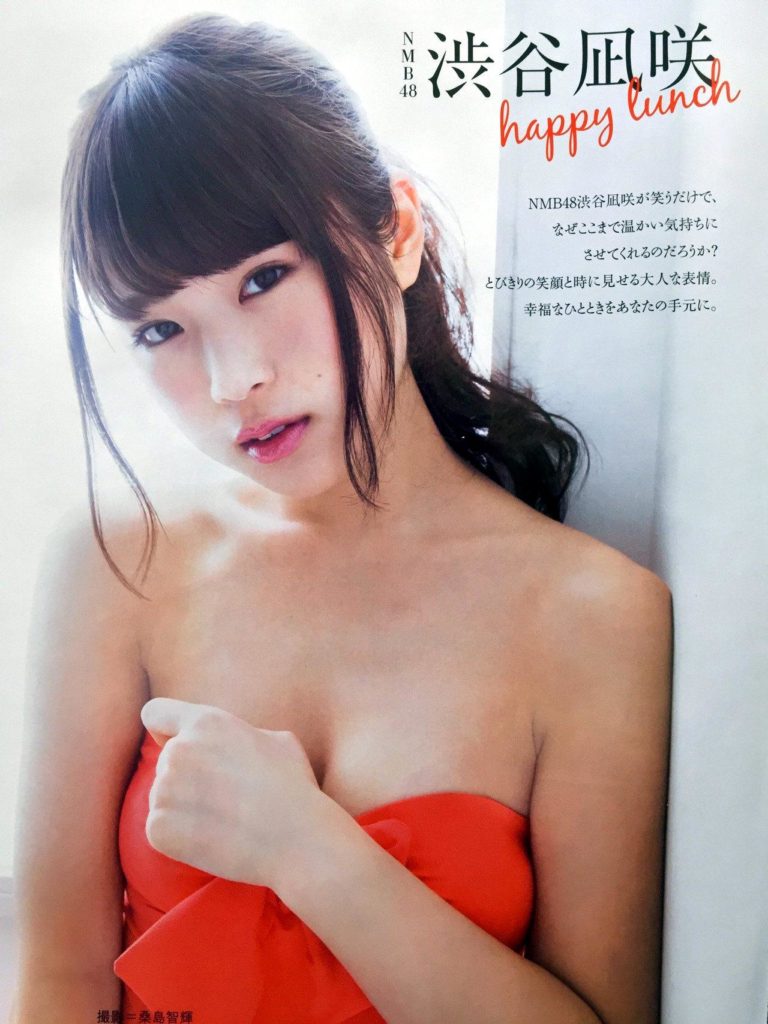 NMB48
渋谷凪咲
happy lunch
NMB48渋谷凪咲が笑うだけで、
なぜここまで温かい気持ちに
させてくれるのだろうか?
とびきりの笑顔と時に見せる大人な表情。
幸福なひとときをあなたの手元に。
撮影＝桑島智輝